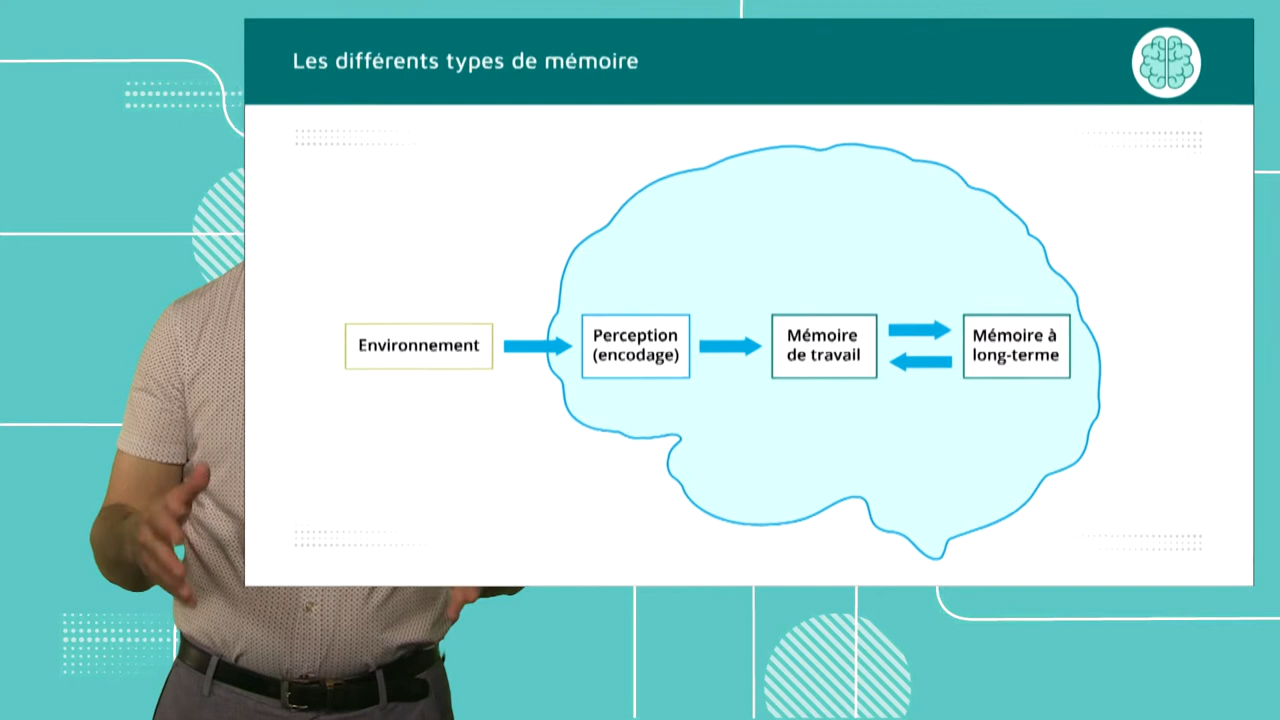 Les différents types de mémoire
Environnement
Perception
(encodage)
Mémoire
de travail
Mémoire à
long-terme